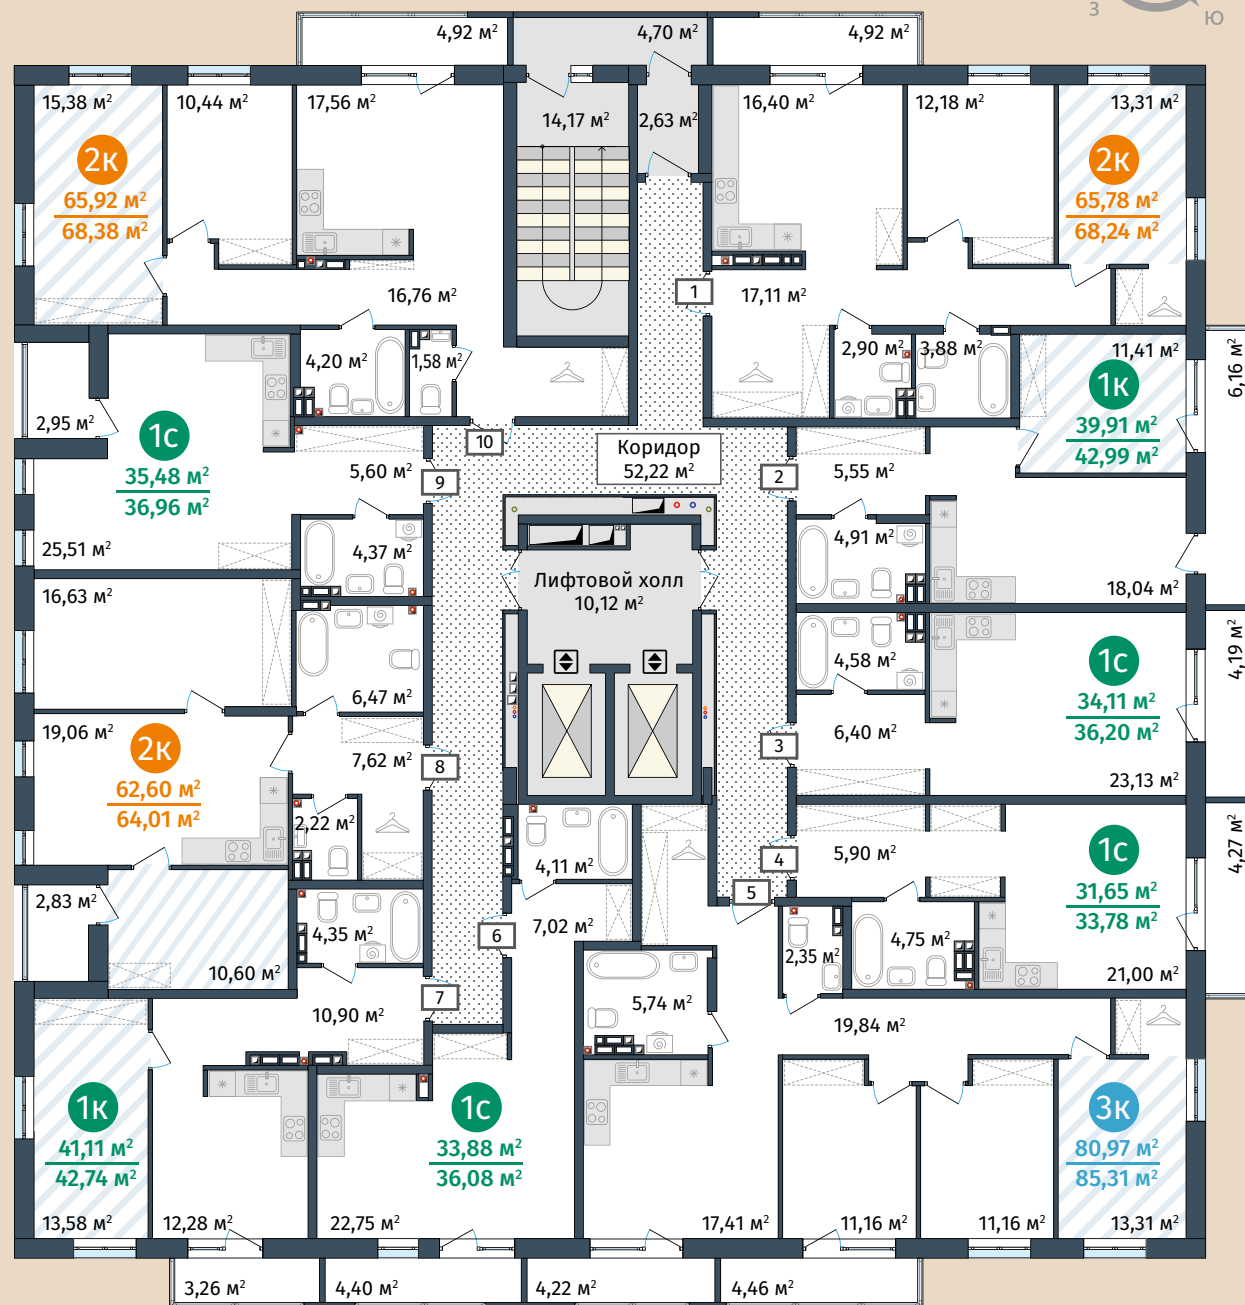 З
Ю
4,92 м²
4,70 м²
4,92 м²
15,38 м²
10,44 м²
17,56 м²
14,17 м²
2,63 м²
16,40 м²
12,18 м²
13,31 м²
2к
65,92 м²
68,38 м²
2к
65,78 м²
68,24 м²
16,76 м²
1
17,11 м²
4,20 м²
1,58 м²
2,90 м²
3,88 м²
11,41 м²
6,16 м²
1к
39,91 м²
42,99 м²
2,95 м²
1с
35,48 м²
36,96 м²
10
Коридор
52,22 м²
5,60 м²
9
2
5,55 м²
25,51 м²
4,37 м²
4,91 м²
Лифтовой холл
10,12 м²
18,04 м²
16,63 м²
6,47 м²
4,58 м²
1с
34,11 м²
36,20 м²
4,19 м²
19,06 м²
2к
62,60 м²
64,01 м²
7,62 м²
8
3
6,40 м²
23,13 м²
2,22 м²
4,11 м²
4
5,90 м²
1с
31,65 м²
33,78 м²
4,27 м²
2,83 м²
5
4,35 м²
6
7,02 м²
2,35 м²
4,75 м²
10,60 м²
21,00 м²
7
10,90 м²
5,74 м²
19,84 м²
1к
41,11 м²
42,74 м²
1с
33,88 м²
36,08 м²
3к
80,97 м²
85,31 м²
13,58 м²
12,28 м²
22,75 м²
17,41 м²
11,16 м²
11,16 м²
13,31 м²
3,26 м²
4,40 м²
4,22 м²
4,46 м²